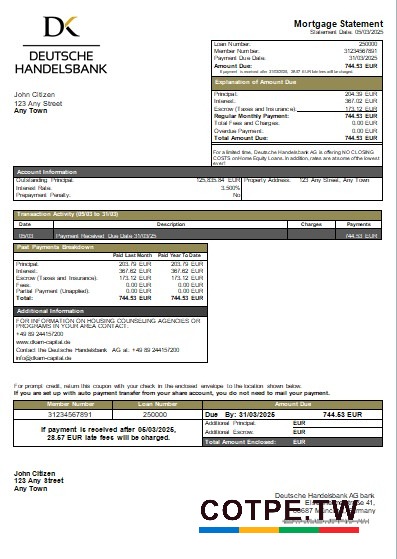 Mortgage Statement
Statement Date: 05/03/2025
DK
DEUTSCHE
HANDELSBANK
Loan Number: 250000
Member Number: 31234567891
Payment Due Date: 31/03/2025
Amount Due: 744.53 EUR
If payment is received after 31/03/2025, 28.57 EUR late fees will be charged.
Explanation of Amount Due
Principal: 204.39 EUR
Interest: 367.02 EUR
Escrow (Taxes and Insurance): 173.12 EUR
Regular Monthly Payment: 744.53 EUR
Total Fees and Charges: 0.00 EUR
Overdue Payment: 0.00 EUR
Total Amount Due: 744.53 EUR
John Citizen
123 Any Street
Any Town
For a limited time, Deutsche Handelsbank AG is offering NO CLOSING
COSTS on Home Equity Loans. In addition, rates are at some of the lowest
ever!
Account Information
Outstanding Principal: 125,835.84 EUR Property Address: 123 Any Street, Any Town
Interest Rate: 3.500%
Prepayment Penalty: No
Transaction Activity (05/03 to 31/03)
Date Description Charges Payments
05/03 Payment Received Due Date 31/03/25 744.53 EUR
Past Payments Breakdown
Paid Last Month Paid Year To Date
Principal: 203.79 EUR 203.79 EUR
Interest: 367.62 EUR 367.62 EUR
Escrow (Taxes and Insurance): 173.12 EUR 173.12 EUR
Fees: 0.00 EUR 0.00 EUR
Partial Payment (Unapplied): 0.00 EUR 0.00 EUR
Total: 744.53 EUR 744.53 EUR
Additional Information
FOR INFORMATION ON HOUSING COUNSELING AGENCIES OR
PROGRAMS IN YOUR AREA CONTACT:
+49 89 244157200
www.dkam-capital.de
Contact the Deutsche Handelsbank AG at: +49 89 244157200
info@dkam-capital.de
For prompt credit, return this coupon with your check in the enclosed envelope to the location shown below.
If you are set up with auto payment transfer from your share account, you do not need to mail your payment.
Member Number Loan Number Amount Due
31234567891 250000 Due By: 31/03/2025 744.53 EUR
If payment is received after 05/03/2025,
28.57 EUR late fees will be charged.
Additional Principal: EUR
Additional Escrow: EUR
Total Amount Enclosed: EUR
John Citizen
123 Any Street
Any Town
Deutsche Handelsbank AG bank
COTPE.TW